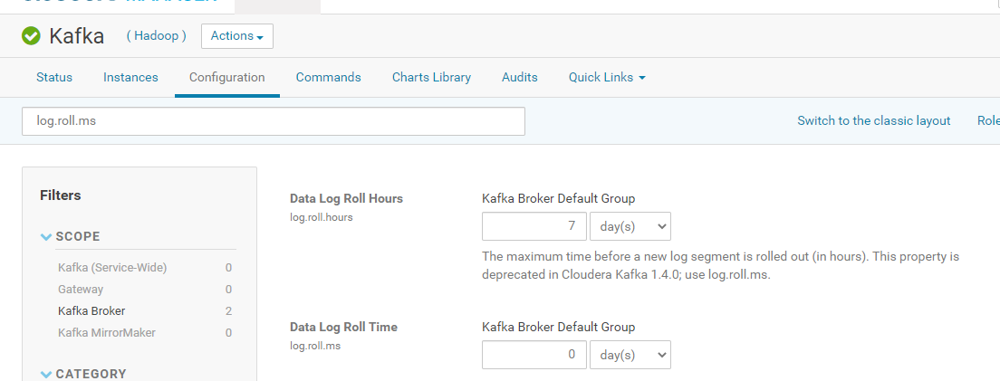 Kafka ( Hadoop ) Actions
Status Instances Configuration Commands Charts Library Audits Quick Links
log.roll.ms Switch to the classic layout Role
Filters
SCOPE
Kafka (Service-Wide) 0
Gateway 0
Kafka Broker 2
Kafka MirrorMaker 0
CATEGORY
Data Log Roll Hours Kafka Broker Default Group
log.roll.hours 7 day(s)
The maximum time before a new log segment is rolled out (in hours). This property is
deprecated in Cloudera Kafka 1.4.0; use log.roll.ms.
Data Log Roll Time Kafka Broker Default Group
log.roll.ms 0 day(s)